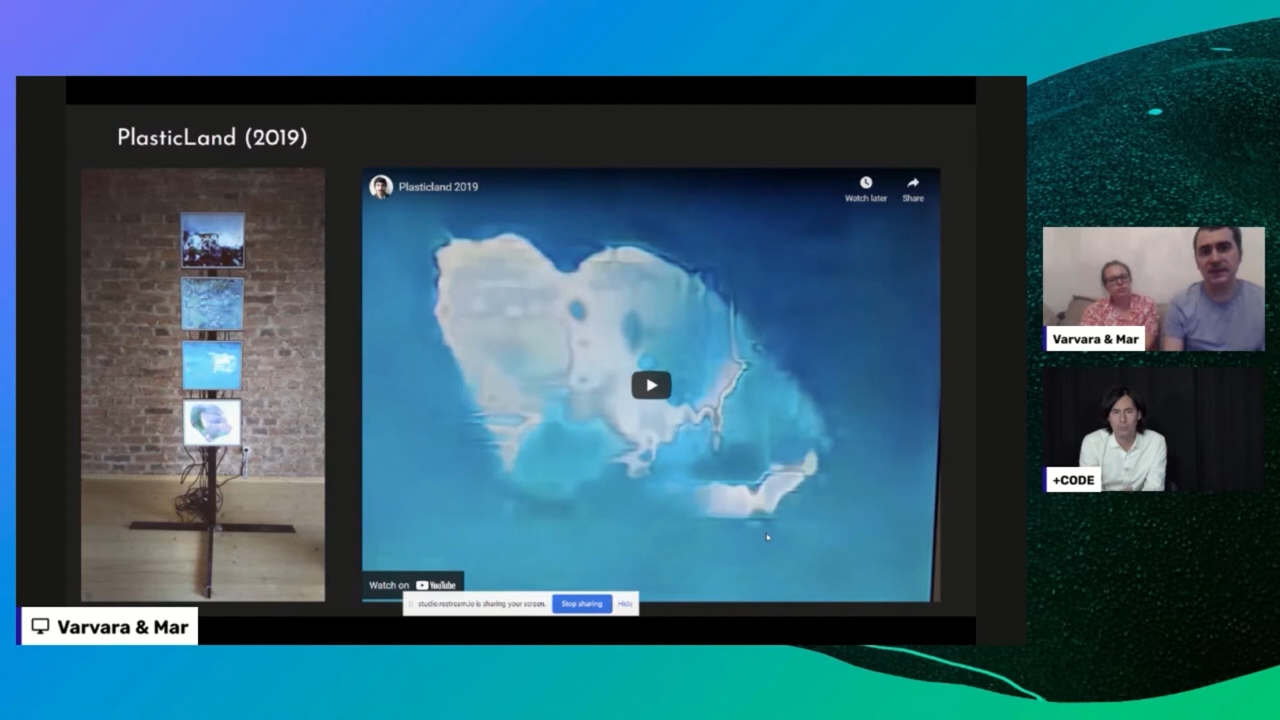 PlasticLand (2019)
Plasticland 2019
Watch later
Share
Watch on YouTube
studio.restream.io is sharing your screen.
Stop sharing
Hide
Varvara & Mar
Varvara & Mar
+CODE